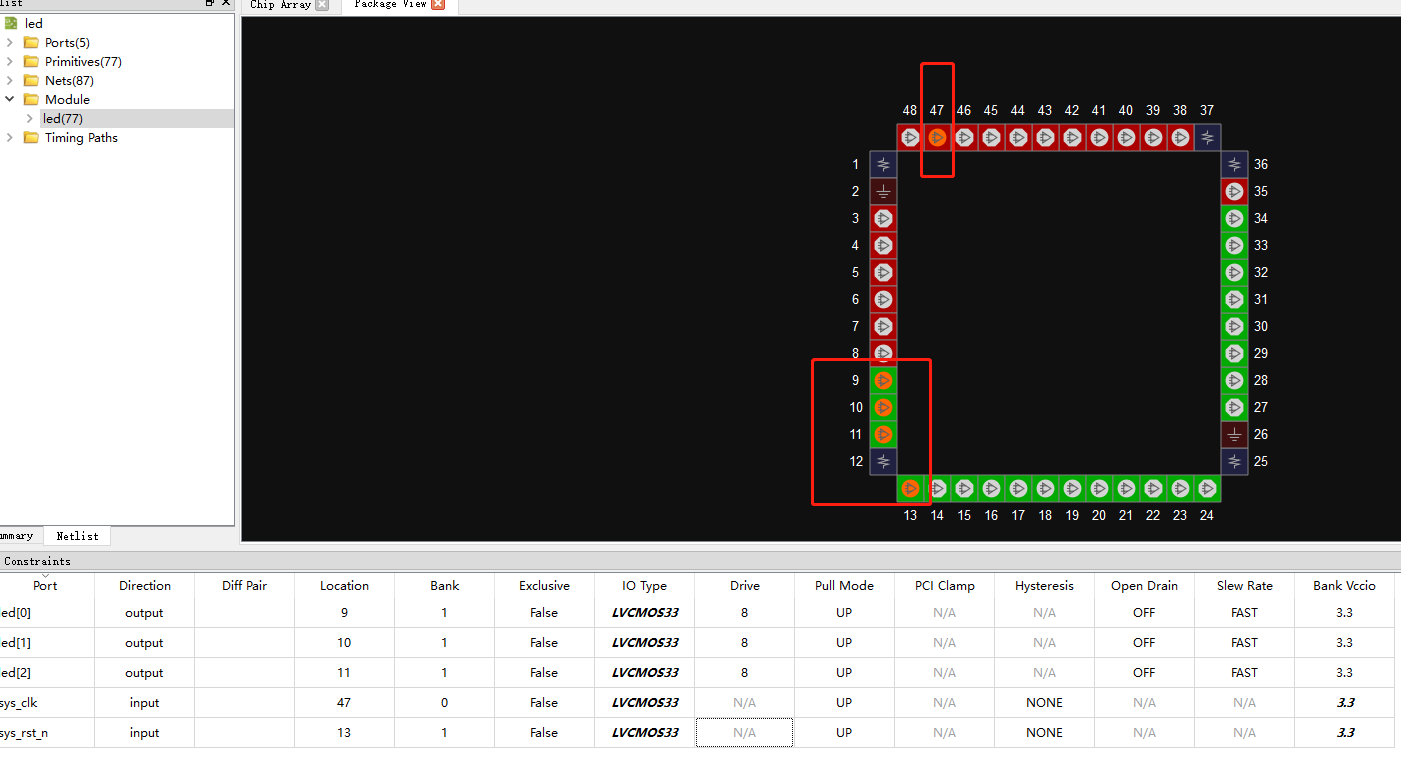 Chip Array Package View
led
Ports(5)
Primitives(77)
Nets(87)
Module
led(77)
Timing Paths
48 47 46 45 44 43 42 41 40 39 38 37
1 36
2 35
3 34
4 33
5 32
6 31
7 30
8 29
9 28
10 27
11 26
12 25
13 14 15 16 17 18 19 20 21 22 23 24
Netlist
Constraints
Port Direction Diff Pair Location Bank Exclusive IO Type Drive Pull Mode PCI Clamp Hysteresis Open Drain Slew Rate Bank Vccio
led[0] output 9 1 False LVCMOS33 8 UP N/A N/A OFF FAST 3.3
led[1] output 10 1 False LVCMOS33 8 UP N/A N/A OFF FAST 3.3
led[2] output 11 1 False LVCMOS33 8 UP N/A N/A OFF FAST 3.3
sys_clk input 47 0 False LVCMOS33 N/A UP N/A NONE N/A N/A 3.3
sys_rst_n input 13 1 False LVCMOS33 N/A UP N/A NONE N/A N/A 3.3